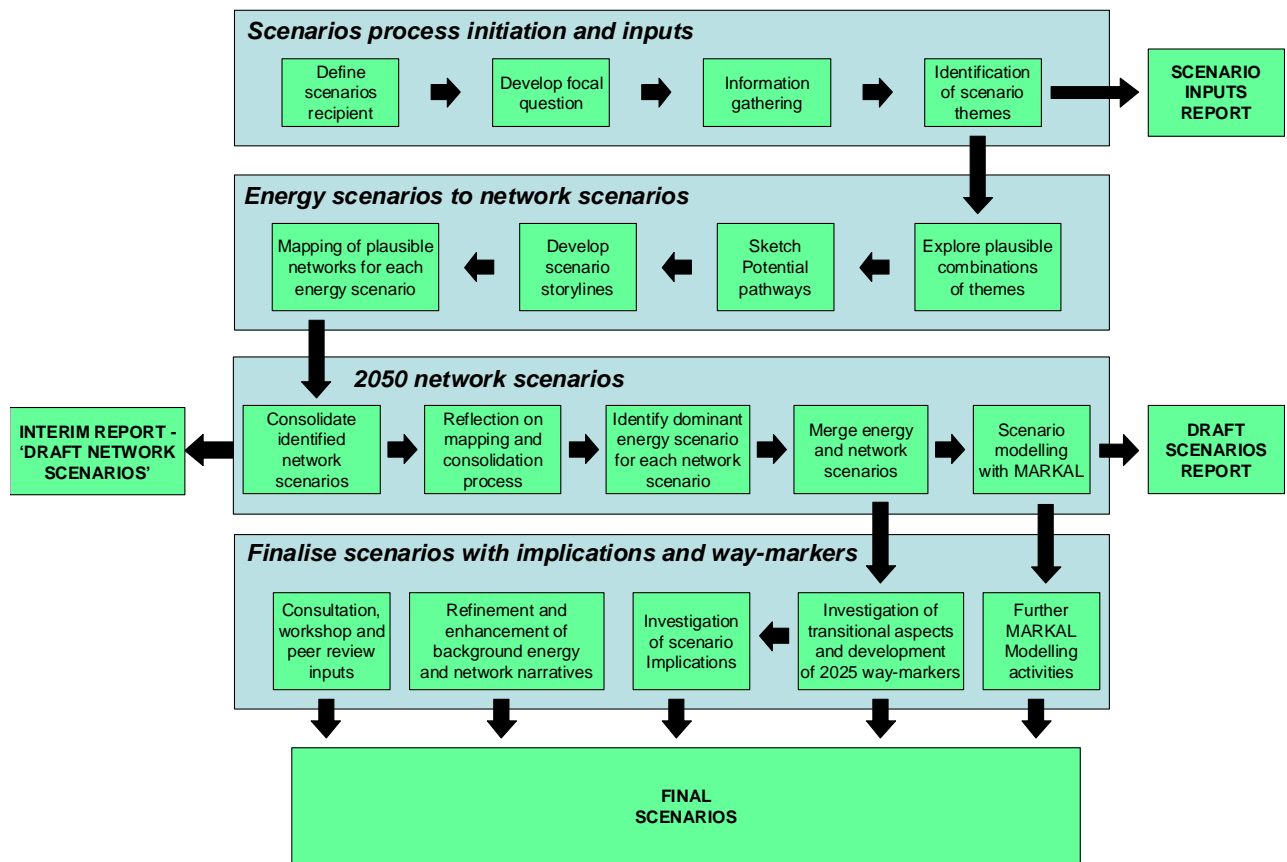 Scenarios process initiation and inputs
Define
scenarios
recipient
Develop focal
question
Information
gathering
Identification
of scenario
themes
SCENARIO
INPUTS
REPORT
Energy scenarios to network scenarios
Mapping of plausible
networks for each
energy scenario
Develop
scenario
storylines
Sketch
Potential
pathways
Explore plausible
combinations
of themes
2050 network scenarios
INTERIM REPORT -
‘DRAFT NETWORK
SCENARIOS’
Consolidate
identified
network
scenarios
Reflection on
mapping and
consolidation
process
Identify dominant
energy scenario
for each network
scenario
Merge energy
and network
scenarios
Scenario
modelling
with MARKAL
DRAFT
SCENARIOS
REPORT
Finalise scenarios with implications and way-markers
Consultation,
workshop and
peer review
inputs
Refinement and
enhancement of
background energy
and network narratives
Investigation
of scenario
Implications
Investigation of
transitional aspects
and development
of 2025 way-markers
Further
MARKAL
Modelling
activities
FINAL
SCENARIOS